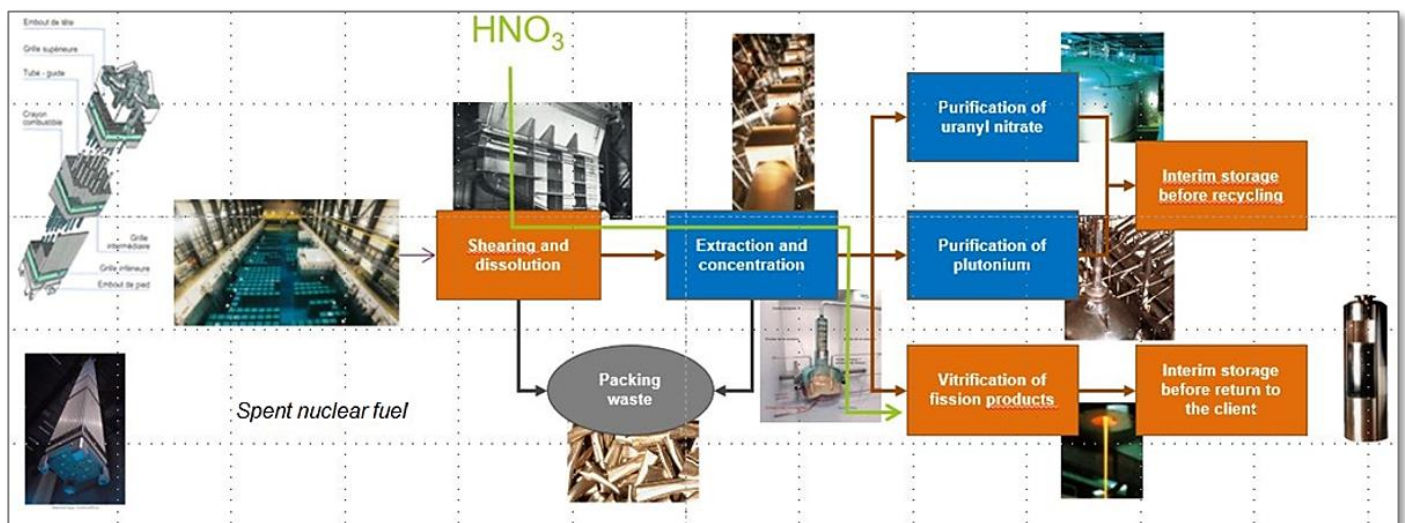 Embout de tête
Grille supérieure
Tube - guide
Crayon
combustible
Grille
intermédiaire
Grille inférieure
Embout de pied
HNO3
Spent nuclear fuel
Shearing and
dissolution
Extraction and
concentration
Packing
waste
Purification of
uranyl nitrate
Purification of
plutonium
Vitrification of
fission products
Interim storage
before recycling
Interim storage
before return to
the client